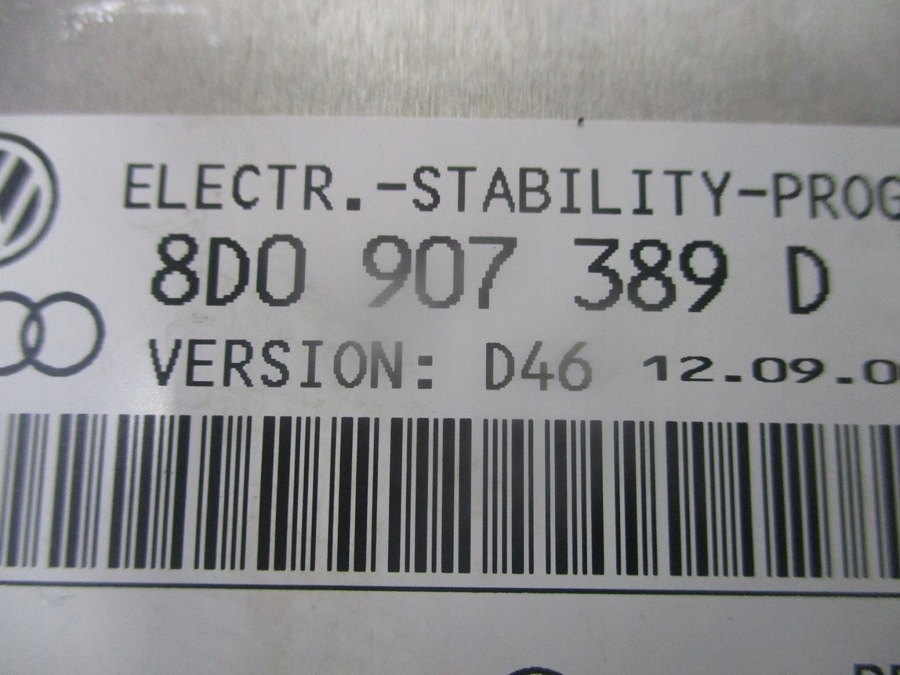 ELECTR.-STABILITY-PROG
8D0 907 389 D
VERSION: D46 12.09.0